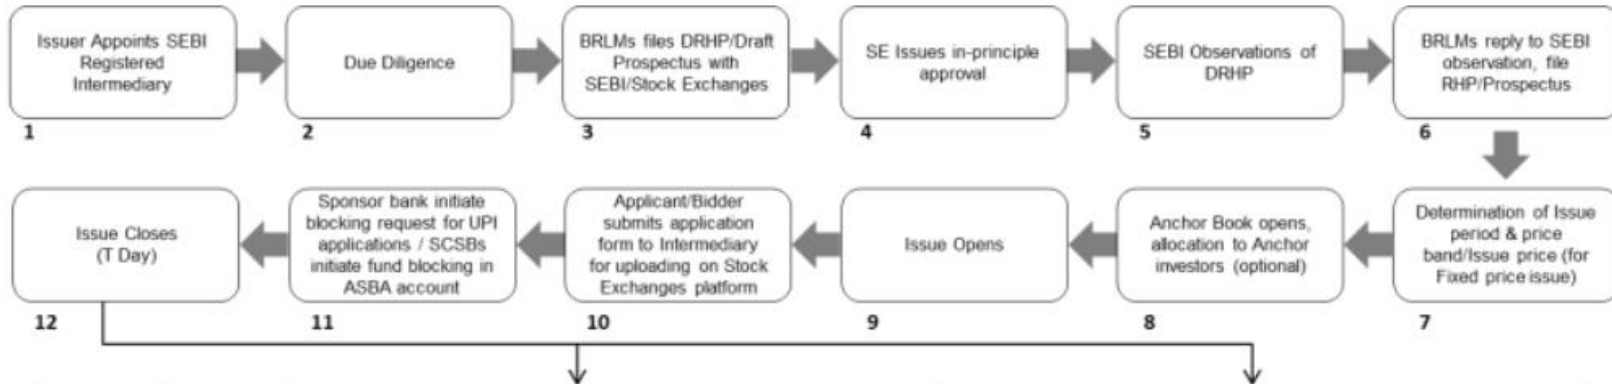 Issuer Appoints SEBI
Registered
Intermediary
1
Due Diligence
2
BRLMs files DRHP/Draft
Prospectus with
SEBI/Stock Exchanges
3
SE Issues in-principle
approval
4
SEBI Observations of
DRHP
5
BRLMs reply to SEBI
observation, file
RHP/Prospectus
6
Determination of Issue
period & price
band/Issue price (for
Fixed price issue)
7
Anchor Book opens,
allocation to Anchor
investors (optional)
8
Issue Opens
9
Applicant/Bidder
submits application
form to Intermediary
for uploading on Stock
Exchanges platform
10
Sponsor bank initiate
blocking request for UPI
applications / SCSBs
initiate fund blocking in
ASBA account
11
Issue Closes
(T Day)
12